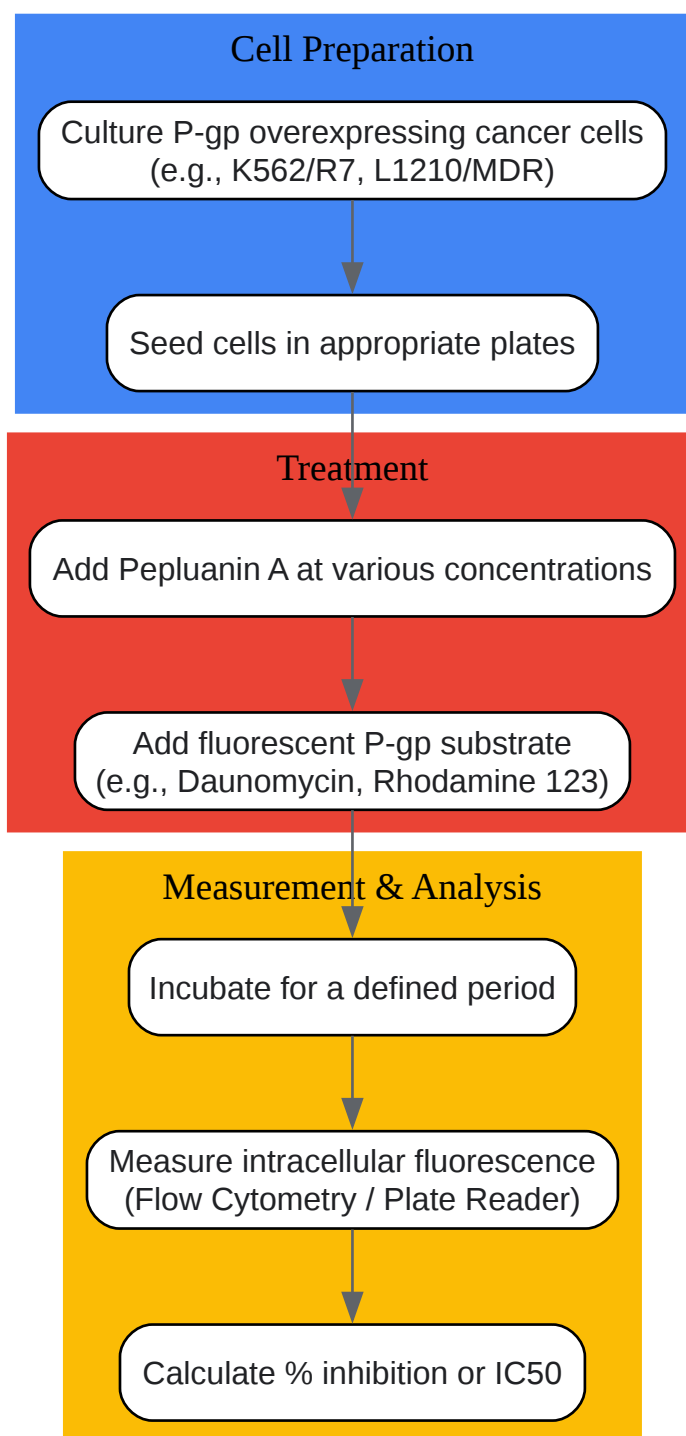 Cell Preparation
Culture P-gp overexpressing cancer cells
(e.g., K562/R7, L1210/MDR)
Seed cells in appropriate plates
Treatment
Add Pepluanin A at various concentrations
Add fluorescent P-gp substrate
(e.g., Daunomycin, Rhodamine 123)
Measurement & Analysis
Incubate for a defined period
Measure intracellular fluorescence
(Flow Cytometry / Plate Reader)
Calculate % inhibition or IC50